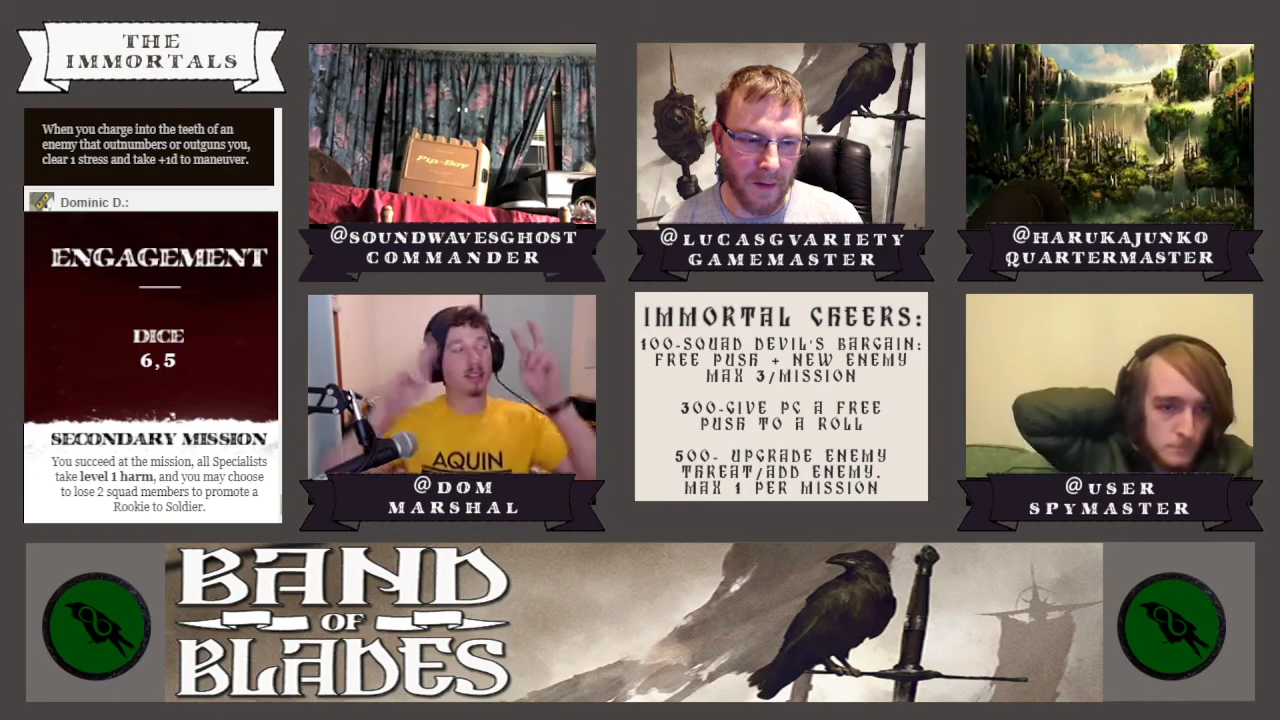 THE
IMMORTALS
When you charge into the teeth of an
enemy that outnumbers or outguns you,
clear 1 stress and take +1d to maneuver.
Dominic D.:
ENGAGEMENT
DICE
6,5
SECONDARY MISSION
You succeed at the mission, all Specialists
take level 1 harm, and you may choose
to lose 2 squad members to promote a
Rookie to Soldier.
Pip-Boy
@SOUNDWAVESGHOST
COMMANDER
@LUCASGVARIETY
GAMEMASTER
@HARUKAJUNKO
QUARTERMASTER
AQUIN
@DOM
MARSHAL
IMMORTAL CHEERS:
100-SQUAD DEVIL'S BARGAIN:
FREE PUSH + NEW ENEMY
MAX 3/MISSION
300-GIVE PC A FREE
PUSH TO A ROLL
500- UPGRADE ENEMY
THREAT/ADD ENEMY.
MAX 1 PER MISSION
@USER
SPYMASTER
BAND
OF
BLADES